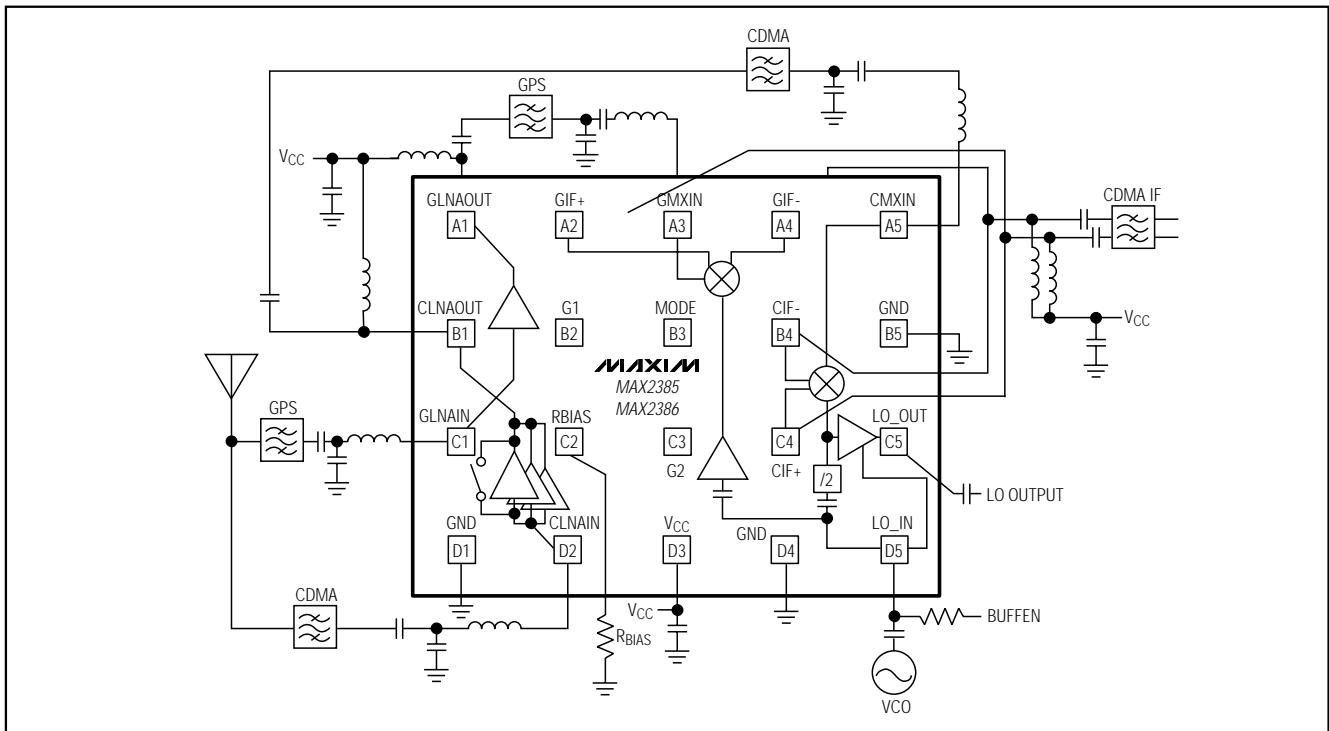 CDMA
GPS
VCC
GLNAOUT
GIF+
GMXIN
GIF-
CMXIN
CDMA IF
A1
A2
A3
A4
A5
CLNAOUT
G1
MODE
CIF-
GND
VCC
B1
B2
B3
B4
B5
MAXIM
MAX2385
MAX2386
GPS
GLNAIN
RBIAS
LO_OUT
C1
C2
C3
C4
C5
G2
CIF+
/2
LO OUTPUT
GND
CLNAIN
VCC
GND
LO_IN
D1
D2
D3
D4
D5
CDMA
VCC
RBIAS
BUFFEN
VCO